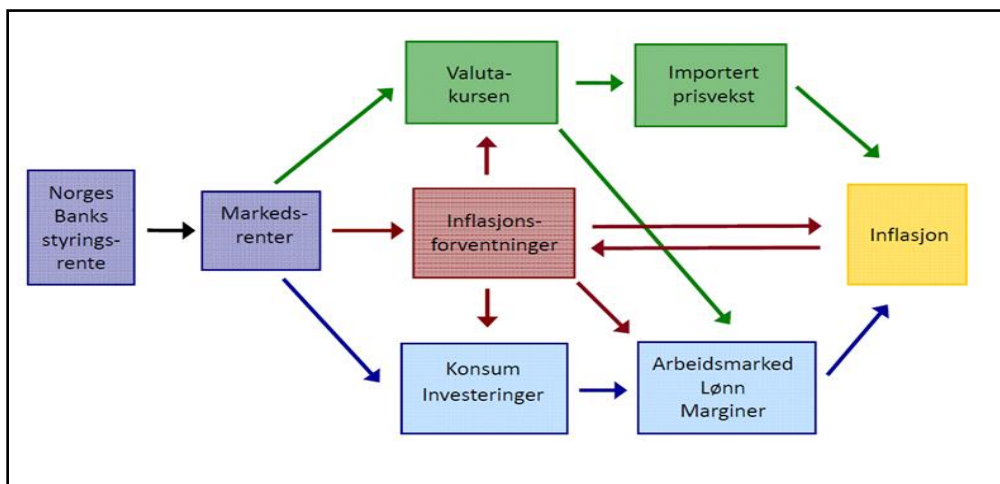 Valuta-
kursen
Importert
prisvekst
Norges
Banks
styrings-
rente
Markeds-
renter
Inflasjons-
forventninger
Inflasjon
Konsum
Investeringer
Arbeidsmarked
Lønn
Marginer